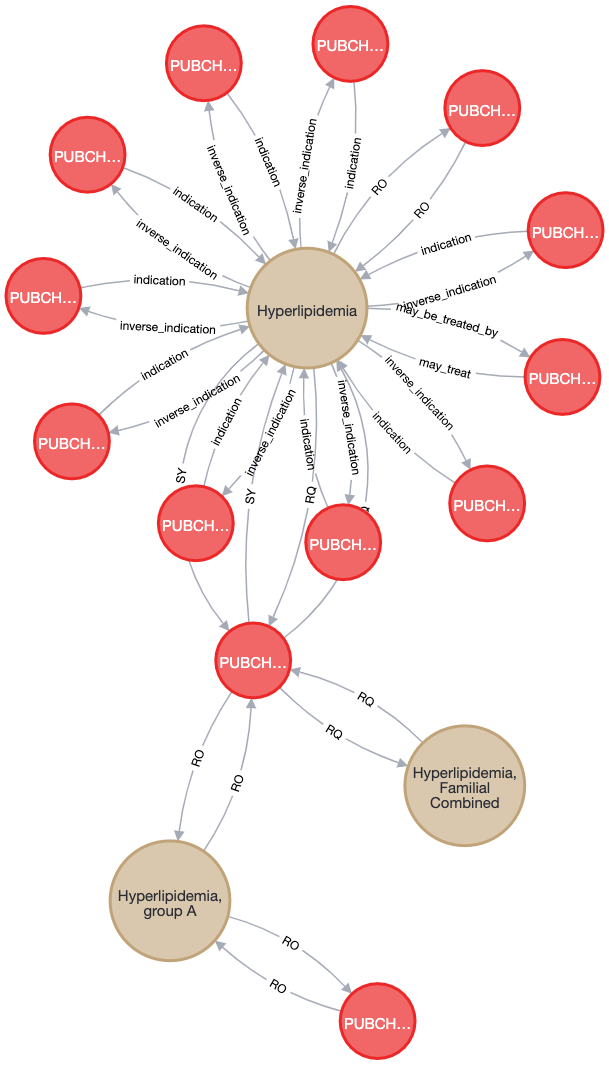 PUBCH...
PUBCH...
PUBCH...
PUBCH...
indication
inverse_indication
inverse_indication
indication
RO
RO
indication
inverse_indication
PUBCH...
indication
inverse_indication
PUBCH...
indication
inverse_indication
Hyperlipidemia
inverse_indication
may_be_treated_by
may_treat
PUBCH...
indication
inverse_indication
PUBCH...
inverse_indication
indication
PUBCH...
SY
indication
inverse_indication
SY
indication
RQ
inverse_indication
PUBCH...
PUBCH...
PUBCH...
RQ
RQ
RO
RO
Hyperlipidemia,
Familial
Combined
Hyperlipidemia,
group A
RO
RO
PUBCH...